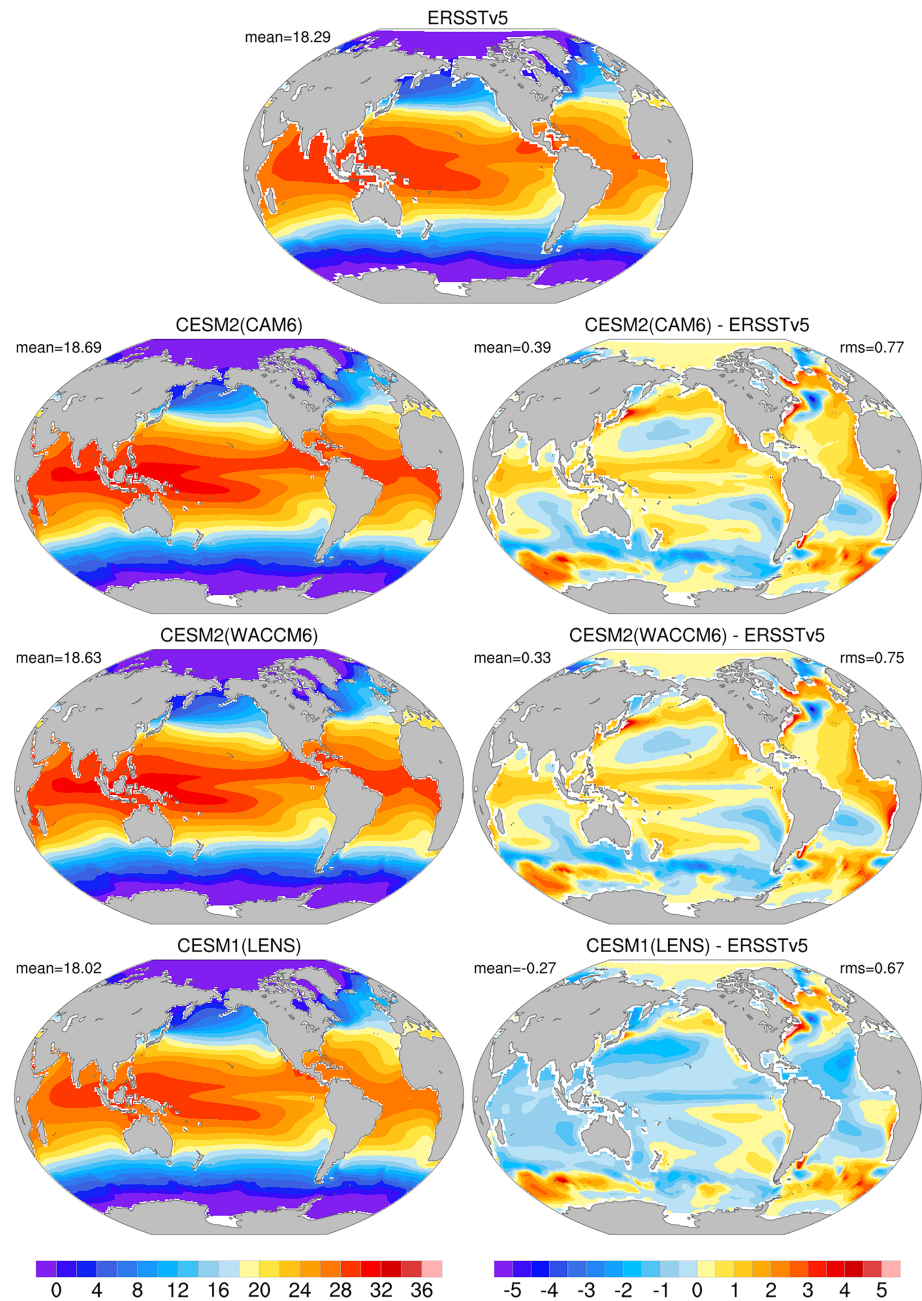 ERSSTv5
mean=18.29
CESM2(CAM6)
mean=18.69
CESM2(CAM6) - ERSSTv5
mean=0.39
rms=0.77
CESM2(WACCM6)
mean=18.63
CESM2(WACCM6) - ERSSTv5
mean=0.33
rms=0.75
CESM1(LENS)
mean=18.02
CESM1(LENS) - ERSSTv5
mean=-0.27
rms=0.67
0 4 8 12 16 20 24 28 32 36
-5 -4 -3 -2 -1 0 1 2 3 4 5